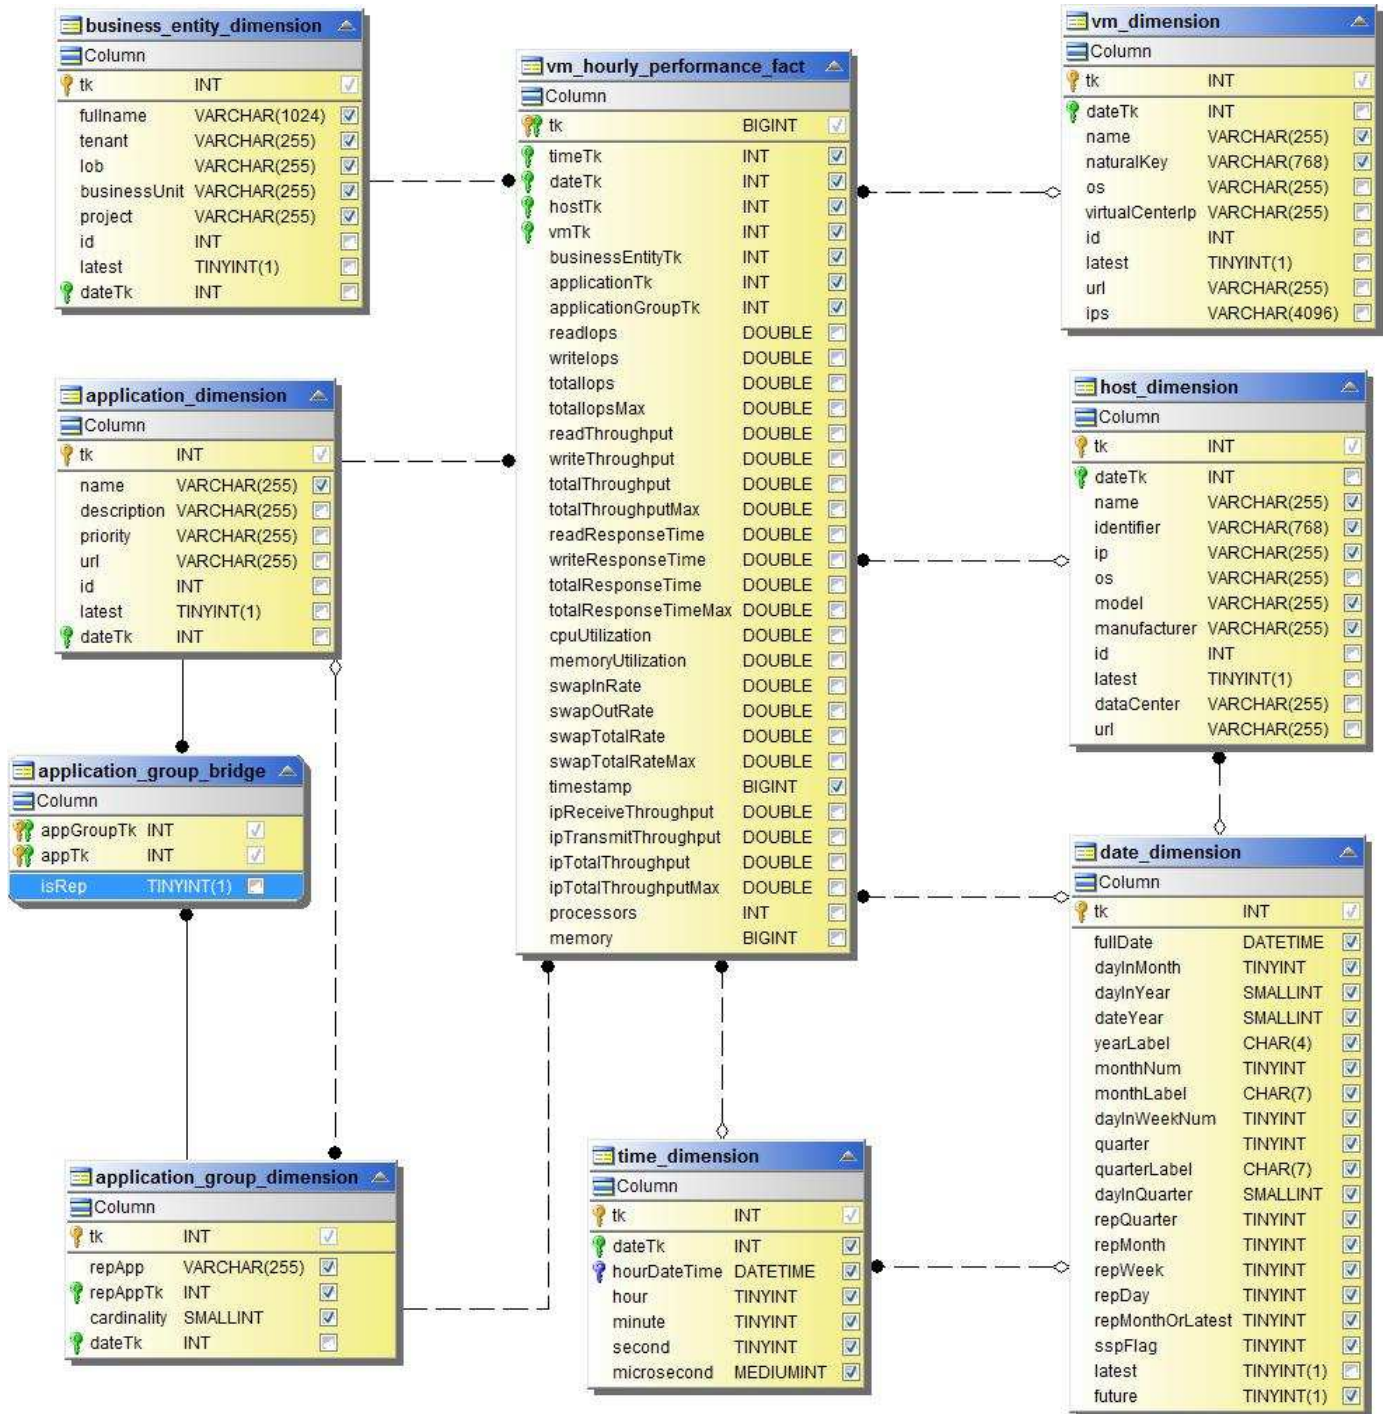 business_entity_dimension
Column
tk INT
fullname VARCHAR(1024)
tenant VARCHAR(255)
lob VARCHAR(255)
businessUnit VARCHAR(255)
project VARCHAR(255)
id INT
latest TINYINT(1)
dateTk INT
vm_hourly_performance_fact
Column
tk BIGINT
timeTk INT
dateTk INT
hostTk INT
vmTk INT
businessEntityTk INT
applicationTk INT
applicationGroupTk INT
readIops DOUBLE
writeIops DOUBLE
totalIops DOUBLE
totalIopsMax DOUBLE
readThroughput DOUBLE
writeThroughput DOUBLE
totalThroughput DOUBLE
totalThroughputMax DOUBLE
readResponseTime DOUBLE
writeResponseTime DOUBLE
totalResponseTime DOUBLE
totalResponseTimeMax DOUBLE
cpuUtilization DOUBLE
memoryUtilization DOUBLE
swapInRate DOUBLE
swapOutRate DOUBLE
swapTotalRate DOUBLE
swapTotalRateMax DOUBLE
timestamp BIGINT
ipReceiveThroughput DOUBLE
ipTransmitThroughput DOUBLE
ipTotalThroughput DOUBLE
ipTotalThroughputMax DOUBLE
processors INT
memory BIGINT
vm_dimension
Column
tk INT
dateTk INT
name VARCHAR(255)
naturalKey VARCHAR(768)
os VARCHAR(255)
virtualCenterIp VARCHAR(255)
id INT
latest TINYINT(1)
url VARCHAR(255)
ips VARCHAR(4096)
application_dimension
Column
tk INT
name VARCHAR(255)
description VARCHAR(255)
priority VARCHAR(255)
url VARCHAR(255)
id INT
latest TINYINT(1)
dateTk INT
host_dimension
Column
tk INT
dateTk INT
name VARCHAR(255)
identifier VARCHAR(768)
ip VARCHAR(255)
os VARCHAR(255)
model VARCHAR(255)
manufacturer VARCHAR(255)
id INT
latest TINYINT(1)
dataCenter VARCHAR(255)
url VARCHAR(255)
application_group_bridge
Column
appGroupTk INT
appTk INT
isRep TINYINT(1)
date_dimension
Column
tk INT
fullDate DATETIME
dayInMonth TINYINT
dayInYear SMALLINT
dateYear SMALLINT
yearLabel CHAR(4)
monthNum TINYINT
monthLabel CHAR(7)
dayInWeekNum TINYINT
quarter TINYINT
quarterLabel CHAR(7)
dayInQuarter SMALLINT
repQuarter TINYINT
repMonth TINYINT
repWeek TINYINT
repDay TINYINT
repMonthOrLatest TINYINT
sspFlag TINYINT
latest TINYINT(1)
future TINYINT(1)
application_group_dimension
Column
tk INT
repApp VARCHAR(255)
repAppTk INT
cardinality SMALLINT
dateTk INT
time_dimension
Column
tk INT
dateTk INT
hourDateTime DATETIME
hour TINYINT
minute TINYINT
second TINYINT
microsecond MEDIUMINT